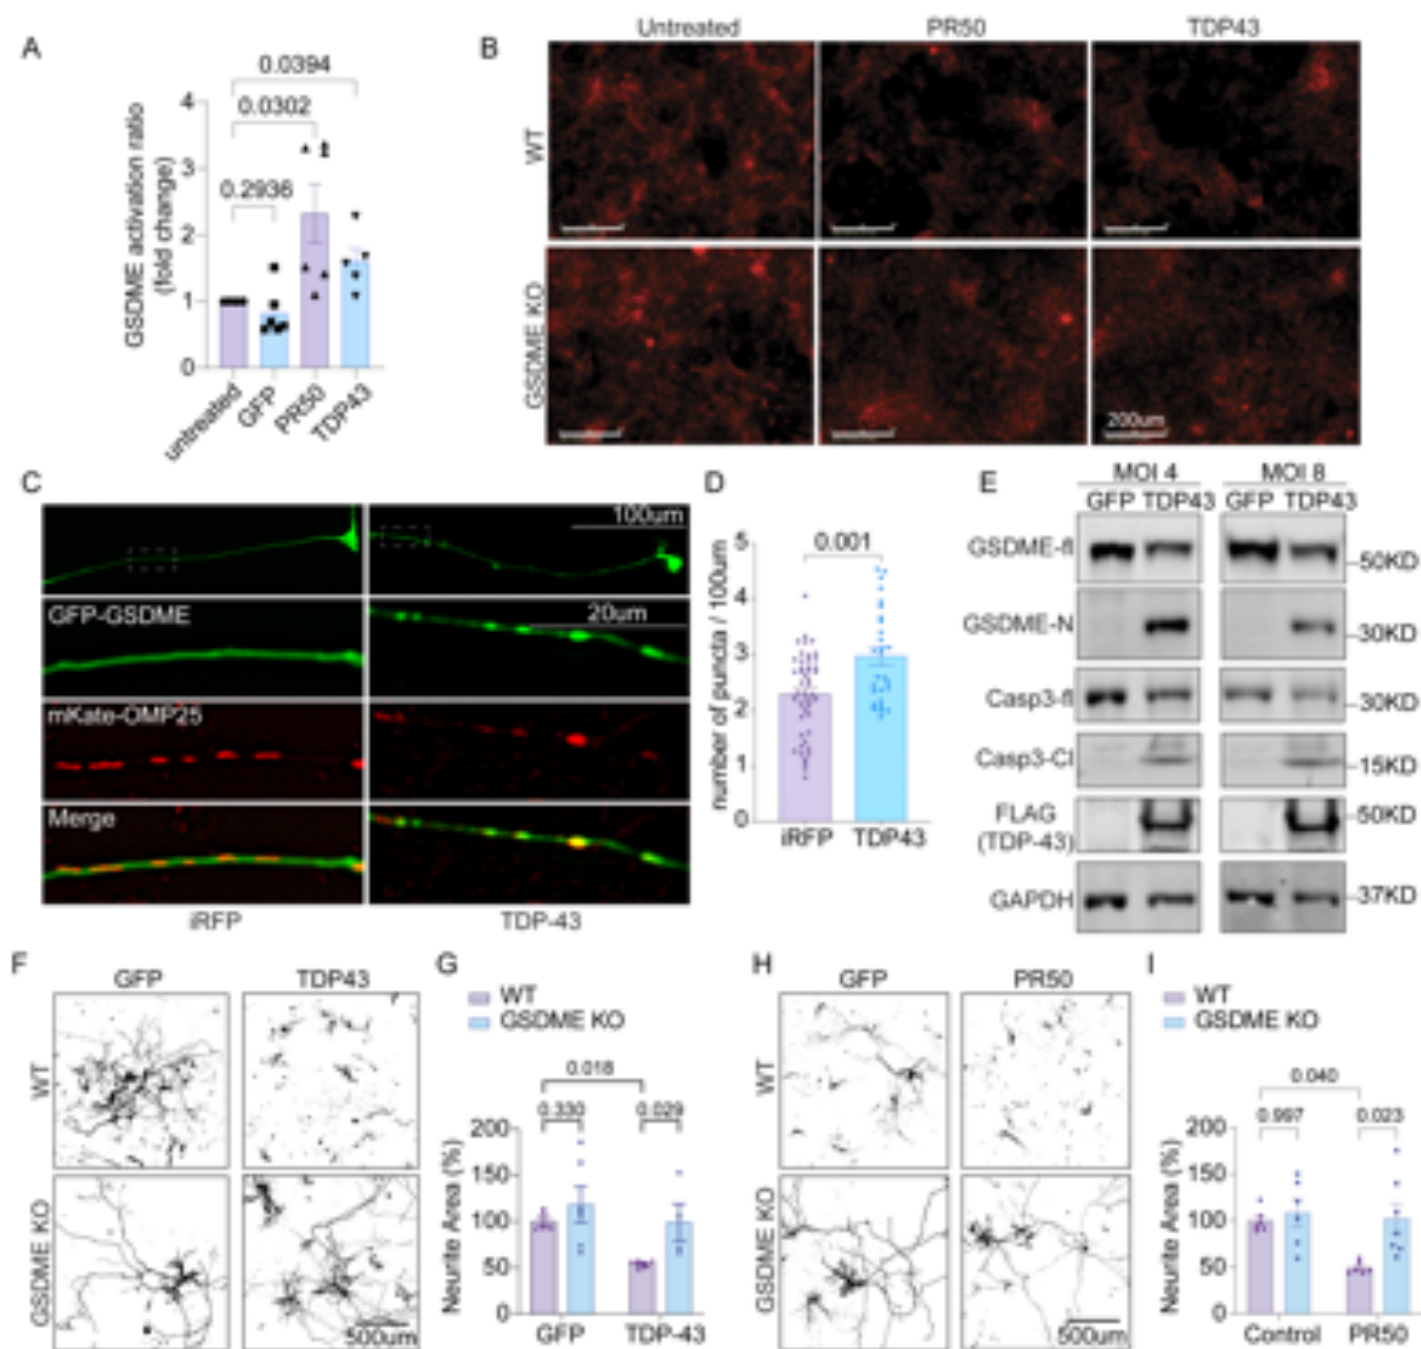 A
0.0394
0.0302
0.2936
GSDME activation ratio
(fold change)
4
3
2
1
0
untreated
GFP
PR50
TDP43
B
Untreated
PR50
TDP43
WT
GSDME KO
200um
C
100um
GFP-GSDME
20um
mKate-OMP25
Merge
iRFP
TDP-43
D
0.001
number of puncta / 100um
5
4
3
2
1
0
iRFP
TDP43
E
MOI 4
MOI 8
GFP TDP43
GFP TDP43
GSDME-fl
50KD
GSDME-N
30KD
Casp3-fl
30KD
Casp3-Cl
15KD
FLAG
(TDP-43)
50KD
GAPDH
37KD
F
GFP
TDP43
WT
GSDME KO
500um
G
WT
GSDME KO
0.018
0.330
0.029
Neurite Area (%)
200
150
100
50
0
GFP
TDP-43
H
GFP
PR50
WT
GSDME KO
500um
I
WT
GSDME KO
0.040
0.997
0.023
Neurite Area (%)
200
150
100
50
0
Control
PR50